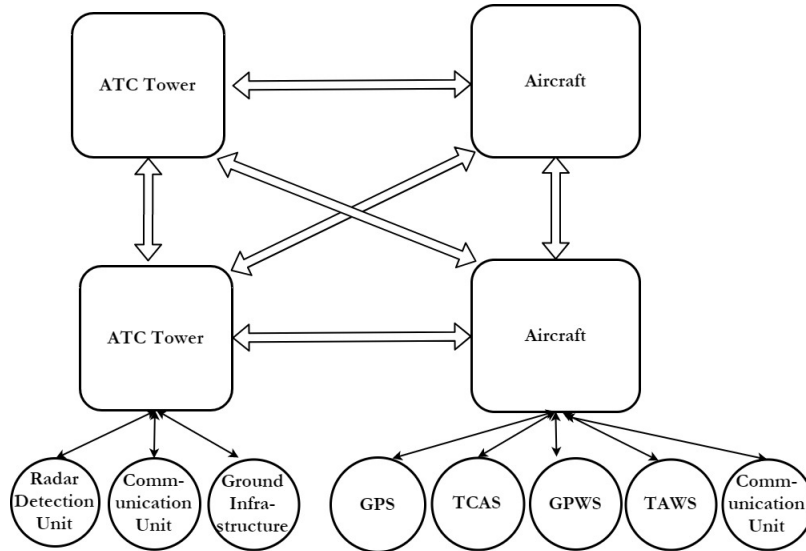 ATC Tower
Aircraft
ATC Tower
Aircraft
Radar
Detection
Unit
Comm-
unication
Unit
Ground
Infra-
structure
GPS
TCAS
GPWS
TAWS
Comm-
unication
Unit